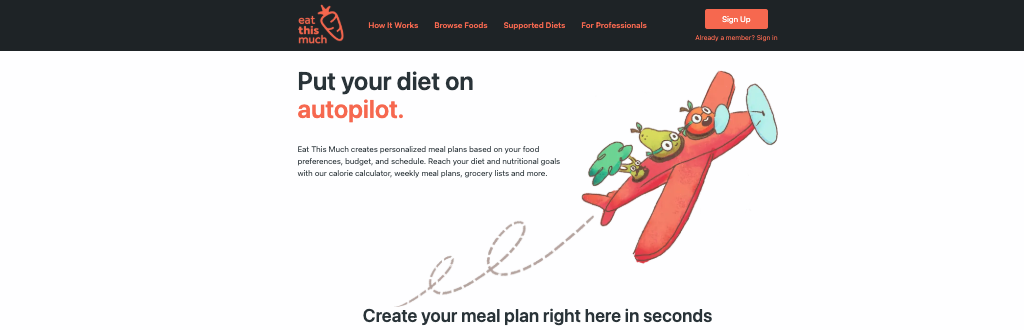 eat
this
much
How It Works
Browse Foods
Supported Diets
For Professionals
Sign Up
Already a member? Sign in
Put your diet on
autopilot.
Eat This Much creates personalized meal plans based on your food
preferences, budget, and schedule. Reach your diet and nutritional goals
with our calorie calculator, weekly meal plans, grocery lists and more.
Create your meal plan right here in seconds